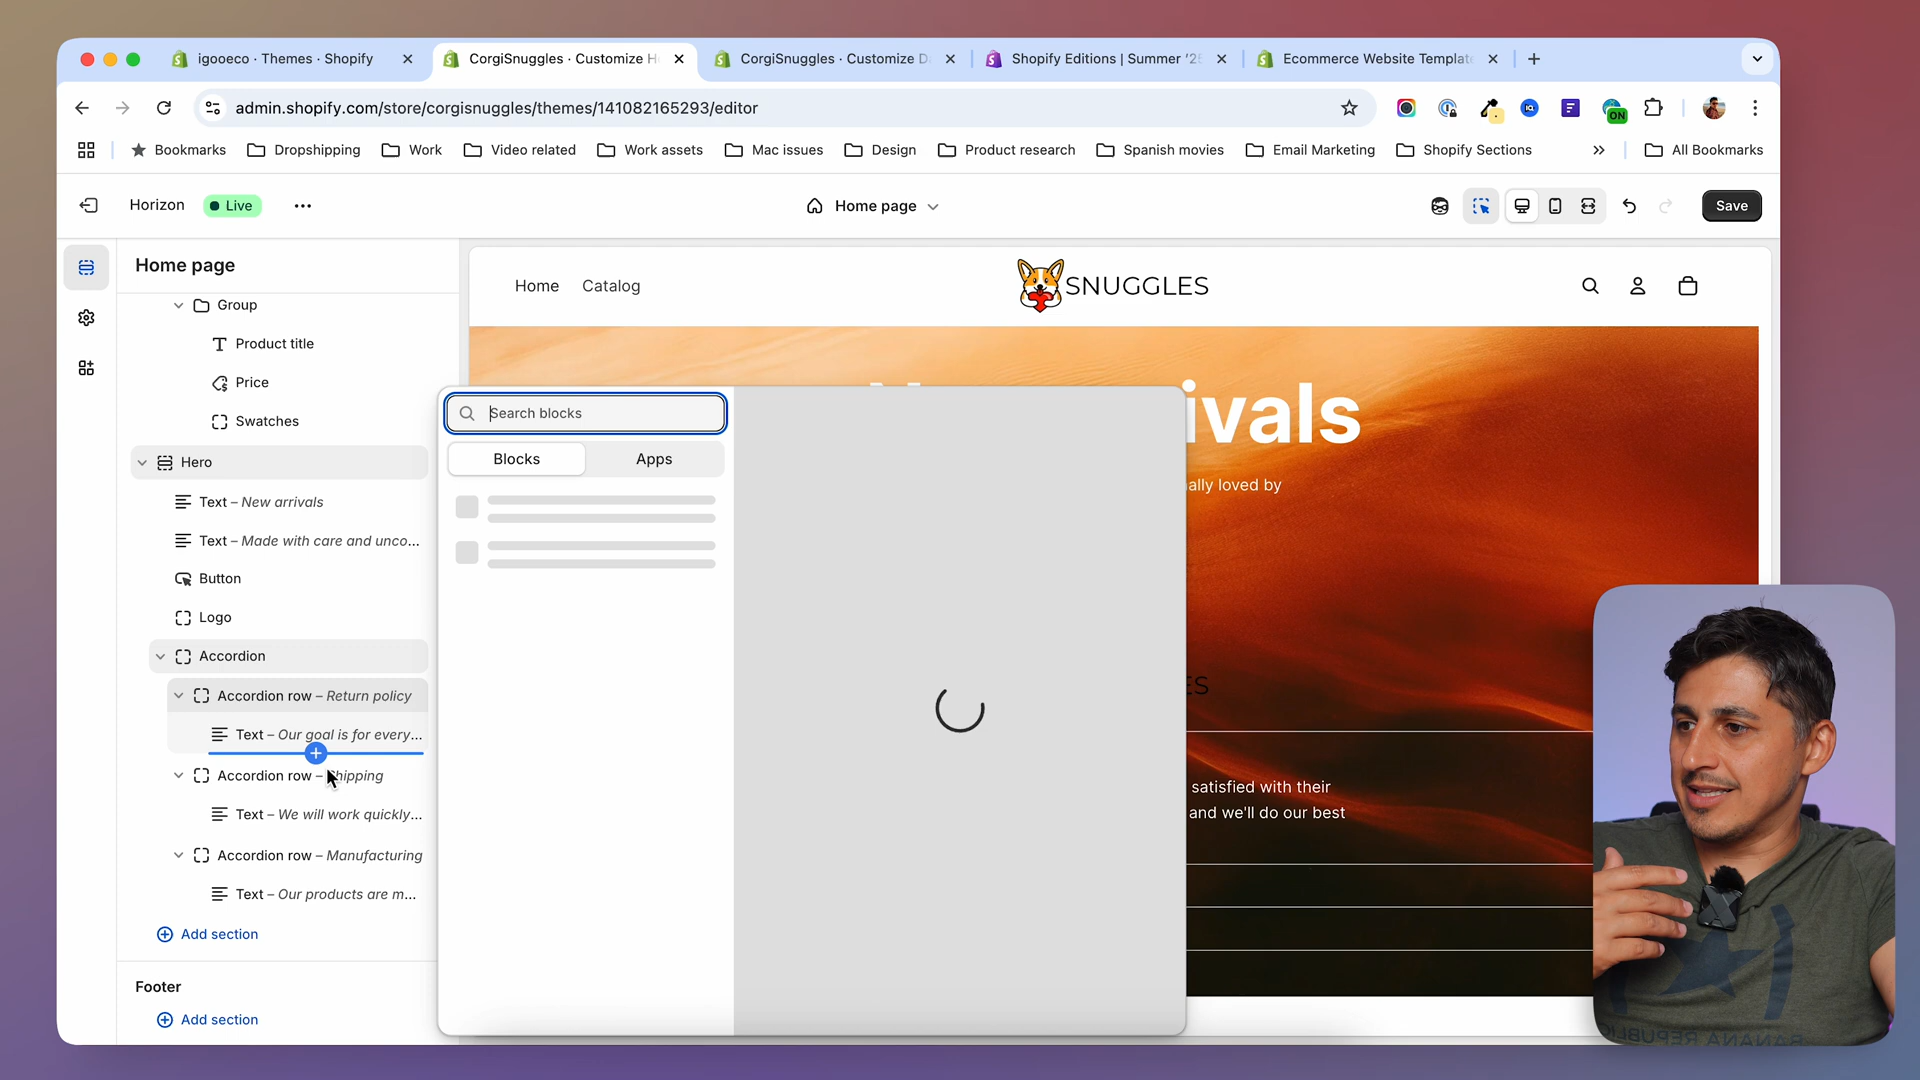 igooeco · Themes · Shopify
CorgiSnuggles · Customize H
CorgiSnuggles · Customize D
Shopify Editions | Summer '25
Ecommerce Website Templat
admin.shopify.com/store/corgisnuggles/themes/141082165293/editor
ON
Bookmarks
Dropshipping
Work
Video related
Work assets
Mac issues
Design
Product research
Spanish movies
Email Marketing
Shopify Sections
All Bookmarks
Horizon
Live
Home page
Save
Home page
Group
Product title
Price
Swatches
Hero
Text – New arrivals
Text – Made with care and unco...
Button
Logo
Accordion
Accordion row – Return policy
Text – Our goal is for every...
Accordion row – Shipping
Text – We will work quickly...
Accordion row – Manufacturing
Text – Our products are m...
Add section
Footer
Add section
Search blocks
Blocks
Apps
Home
Catalog
SNUGGLES
ivals
ally loved by
ES
satisfied with their
and we'll do our best
BANANA REPUBLIC